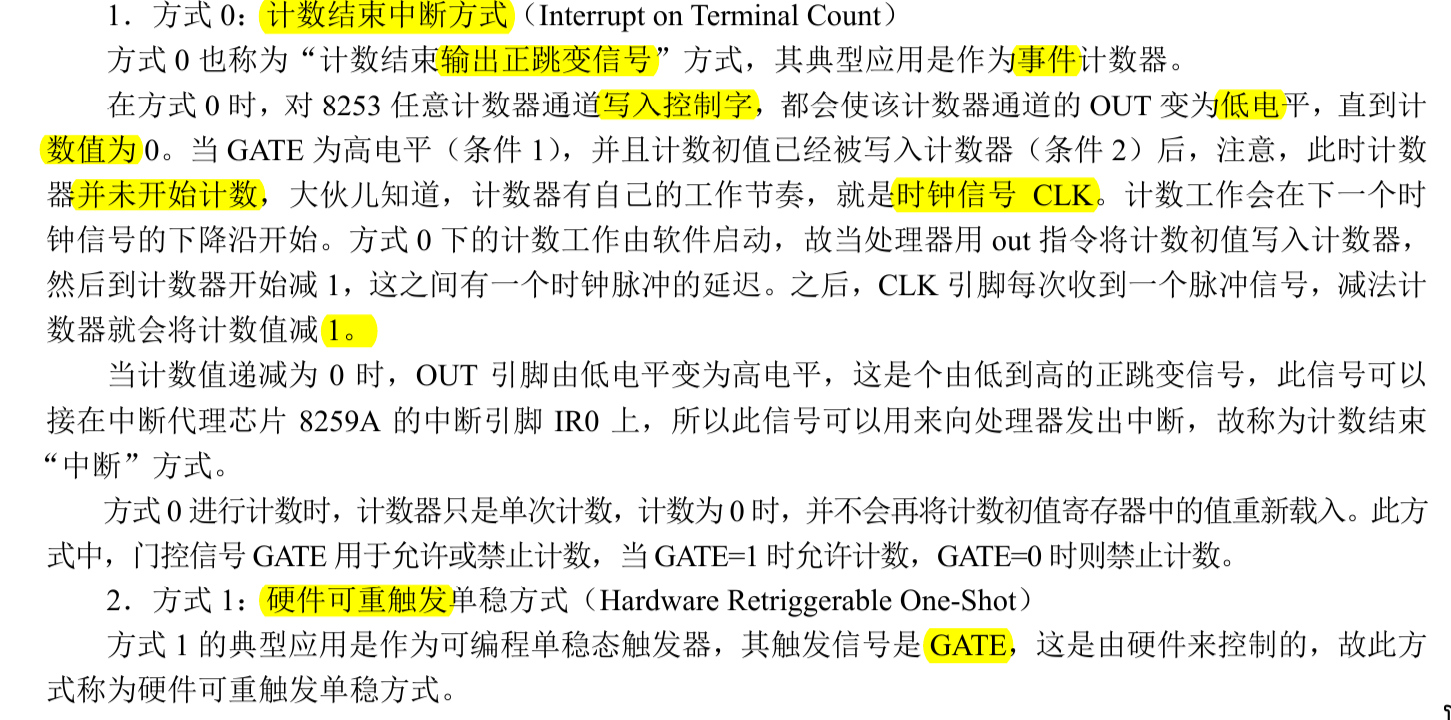 1．方式 0：计数结束中断方式（Interrupt on Terminal Count）
方式 0 也称为“计数结束输出正跳变信号”方式，其典型应用是作为事件计数器。
在方式 0 时，对 8253 任意计数器通道写入控制字，都会使该计数器通道的 OUT 变为低电平，直到计
数值为 0。当 GATE 为高电平（条件 1），并且计数初值已经被写入计数器（条件 2）后，注意，此时计数
器并未开始计数，大伙儿知道，计数器有自己的工作节奏，就是时钟信号 CLK。计数工作会在下一个时
钟信号的下降沿开始。方式 0 下的计数工作由软件启动，故当处理器用 out 指令将计数初值写入计数器，
然后到计数器开始减 1，这之间有一个时钟脉冲的延迟。之后，CLK 引脚每次收到一个脉冲信号，减法计
数器就会将计数值减 1。
当计数值递减为 0 时，OUT 引脚由低电平变为高电平，这是个由低到高的正跳变信号，此信号可以
接在中断代理芯片 8259A 的中断引脚 IR0 上，所以此信号可以用来向处理器发出中断，故称为计数结束
“中断”方式。
方式 0 进行计数时，计数器只是单次计数，计数为 0 时，并不会再将计数初值寄存器中的值重新载入。此方
式中，门控信号 GATE 用于允许或禁止计数，当 GATE=1 时允许计数，GATE=0 时则禁止计数。
2．方式 1：硬件可重触发单稳方式（Hardware Retriggerable One-Shot）
方式 1 的典型应用是作为可编程单稳态触发器，其触发信号是 GATE，这是由硬件来控制的，故此方
式称为硬件可重触发单稳方式。